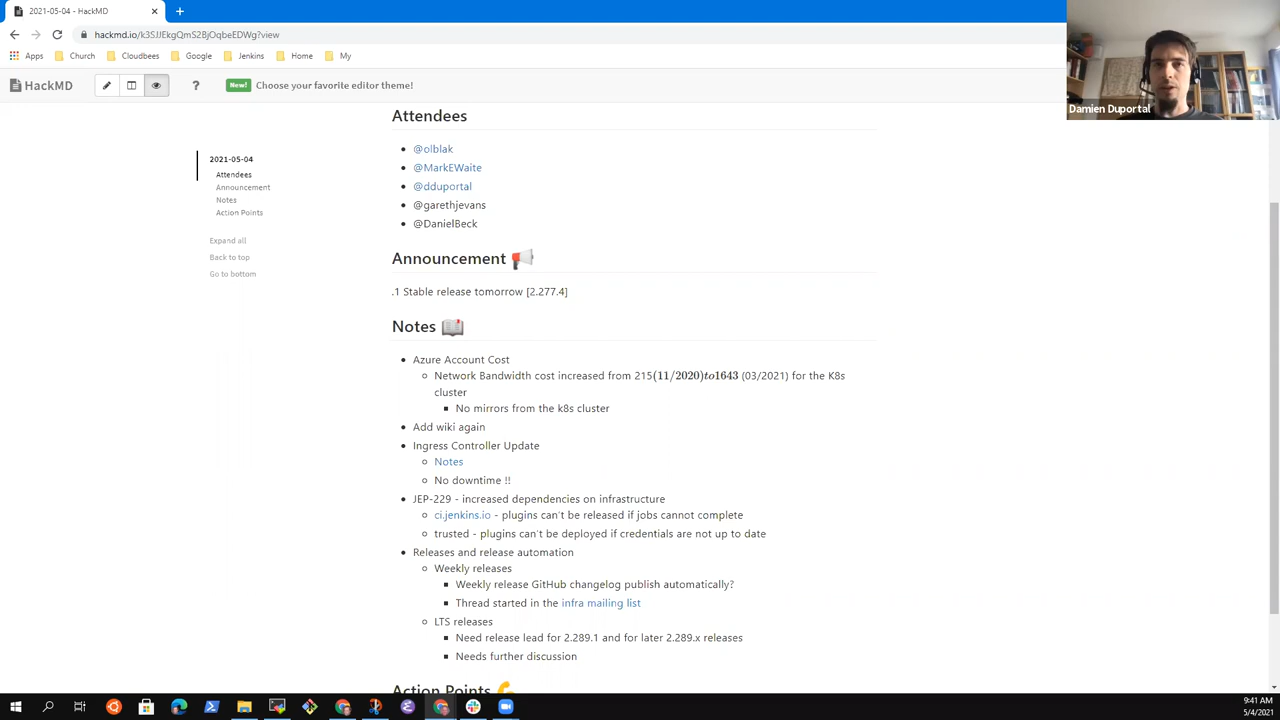 2021-05-04 - HackMD
hackmd.io/k3SJJEkgQmS2BjOqbeEDWg?view
Apps Church Cloudbees Google Jenkins Home My
HackMD
? New! Choose your favorite editor theme!
Damien Duportal
2021-05-04
Attendees
Announcement
Notes
Action Points
Expand all
Back to top
Go to bottom
Attendees
@olblak
@MarkEWaite
@dduportal
@garethjevans
@DanielBeck
Announcement
.1 Stable release tomorrow [2.277.4]
Notes
Azure Account Cost
Network Bandwidth cost increased from 215(11/2020)to1643 (03/2021) for the K8s
cluster
No mirrors from the k8s cluster
Add wiki again
Ingress Controller Update
Notes
No downtime !!
JEP-229 - increased dependencies on infrastructure
ci.jenkins.io - plugins can't be released if jobs cannot complete
trusted - plugins can't be deployed if credentials are not up to date
Releases and release automation
Weekly releases
Weekly release GitHub changelog publish automatically?
Thread started in the infra mailing list
LTS releases
Need release lead for 2.289.1 and for later 2.289.x releases
Needs further discussion
Action Points
9:41 AM
5/4/2021